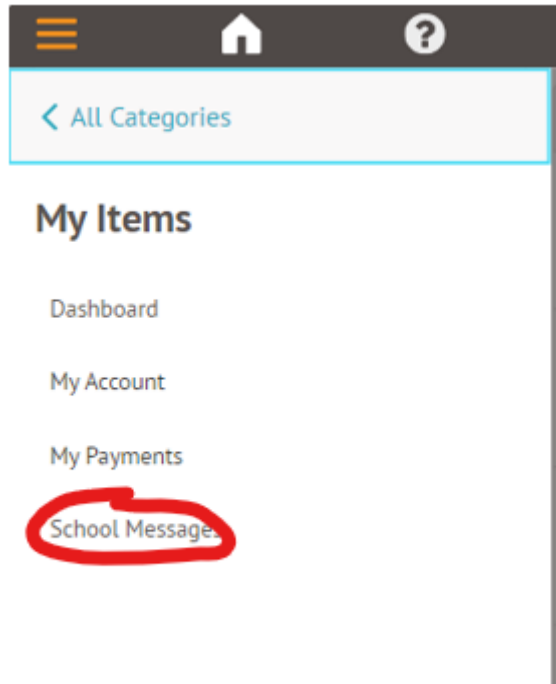 All Categories
My Items
Dashboard
My Account
My Payments
School Messages